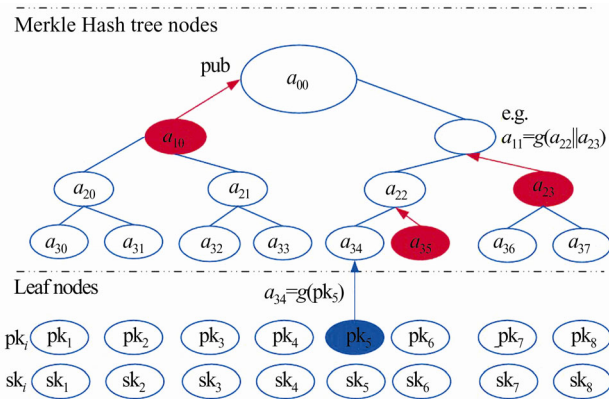 Merkle Hash tree nodes
pub
a00
e.g.
a10
a11=g(a22||a23)
a20 a21 a22 a23
a30 a31 a32 a33 a34 a35 a36 a37
Leaf nodes
a34=g(pk5)
pki pk1 pk2 pk3 pk4 pk5 pk6 pk7 pk8
ski sk1 sk2 sk3 sk4 sk5 sk6 sk7 sk8